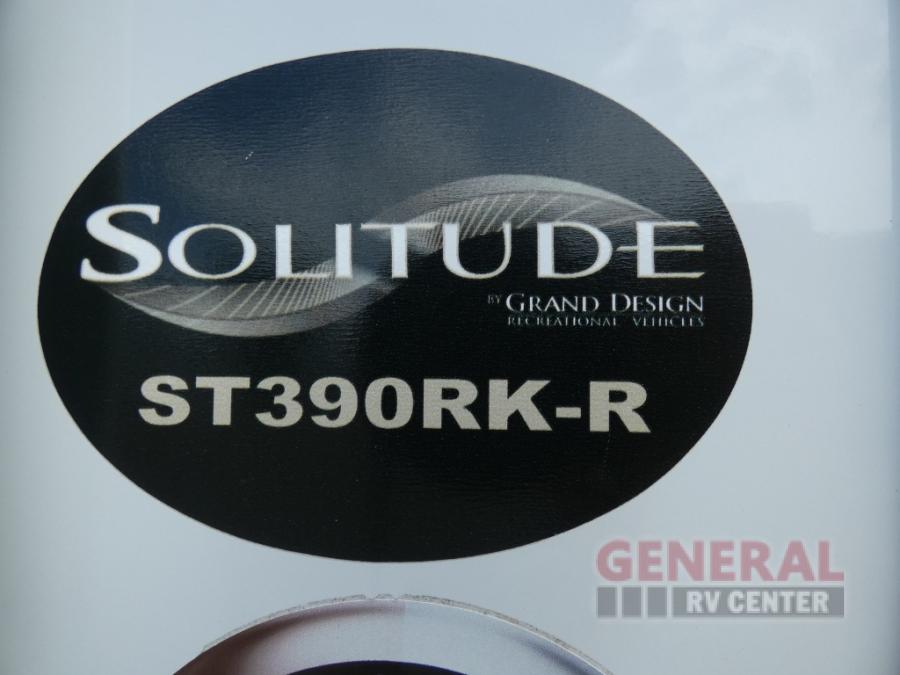 SOLITUDE
BY GRAND DESIGN
RECREATIONAL VEHICLES
ST390RK-R
GENERAL
RV CENTER